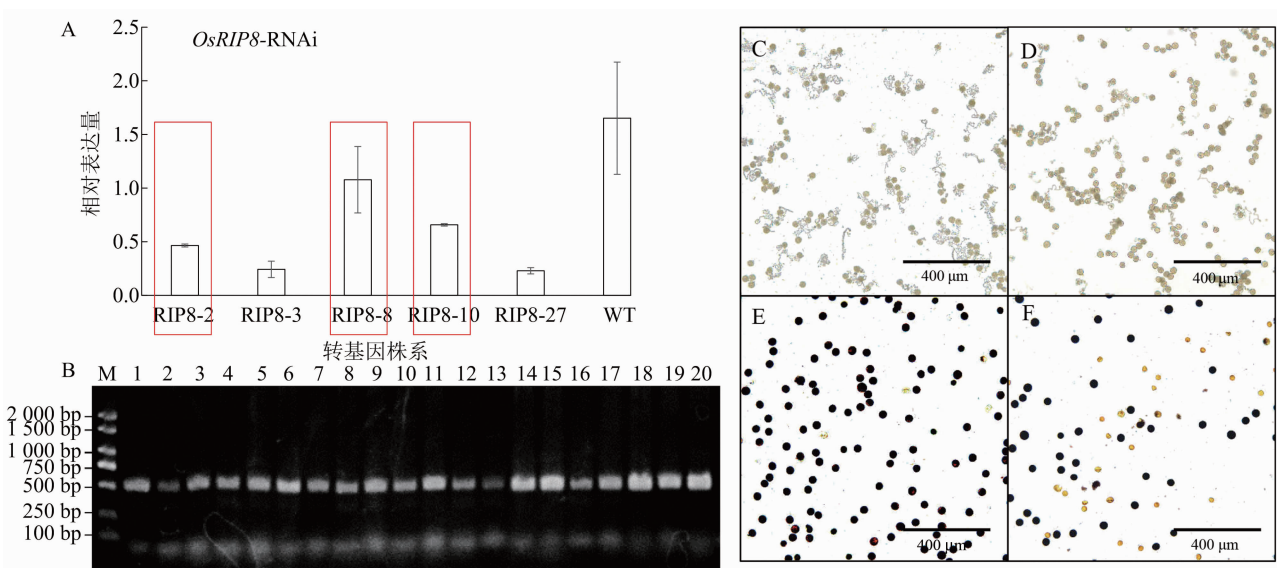 A
OsRIP8-RNAi
2.5
2.0
1.5
1.0
0.5
0.0
相对表达量
RIP8-2 RIP8-3 RIP8-8 RIP8-10 RIP8-27 WT
转基因株系
B
M 1 2 3 4 5 6 7 8 9 10 11 12 13 14 15 16 17 18 19 20
2 000 bp
1 500 bp
1 000 bp
750 bp
500 bp
250 bp
100 bp
C
400 μm
D
400 μm
E
400 μm
F
400 μm